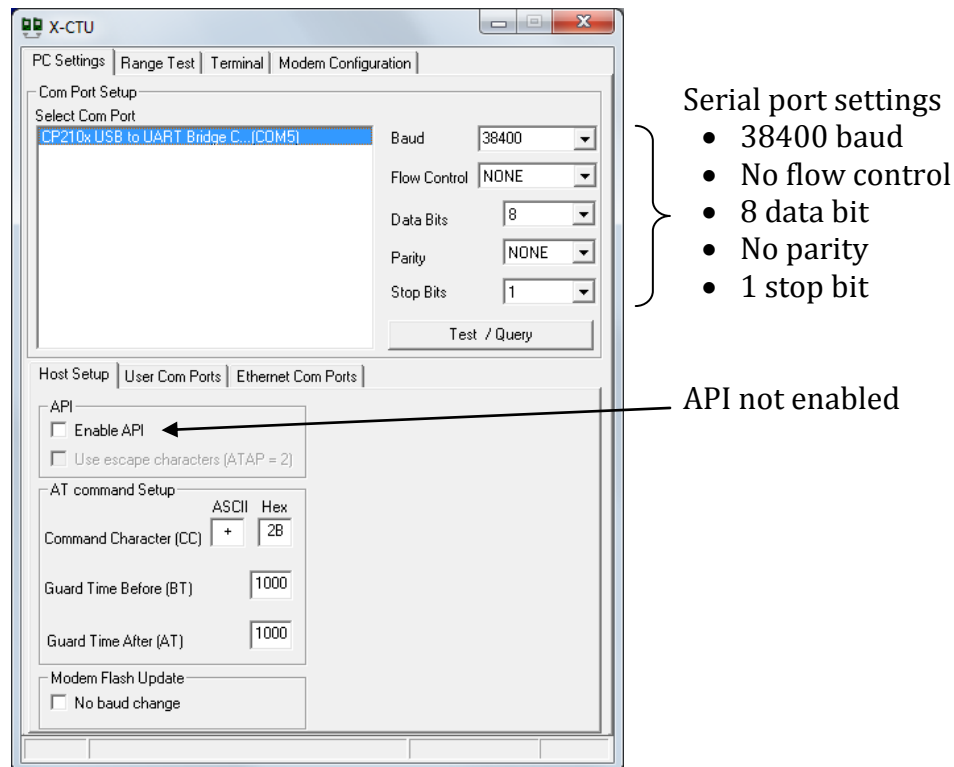 X-CTU
PC Settings Range Test Terminal Modem Configuration
Com Port Setup
Select Com Port
CP210x USB to UART Bridge C...(COM5)
Baud 38400
Flow Control NONE
Data Bits 8
Parity NONE
Stop Bits 1
Test / Query
Serial port settings
• 38400 baud
• No flow control
• 8 data bit
• No parity
• 1 stop bit
Host Setup User Com Ports Ethernet Com Ports
API
Enable API
API not enabled
Use escape characters (ATAP = 2)
AT command Setup
ASCII Hex
Command Character (CC) + 2B
Guard Time Before (BT) 1000
Guard Time After (AT) 1000
Modem Flash Update
No baud change